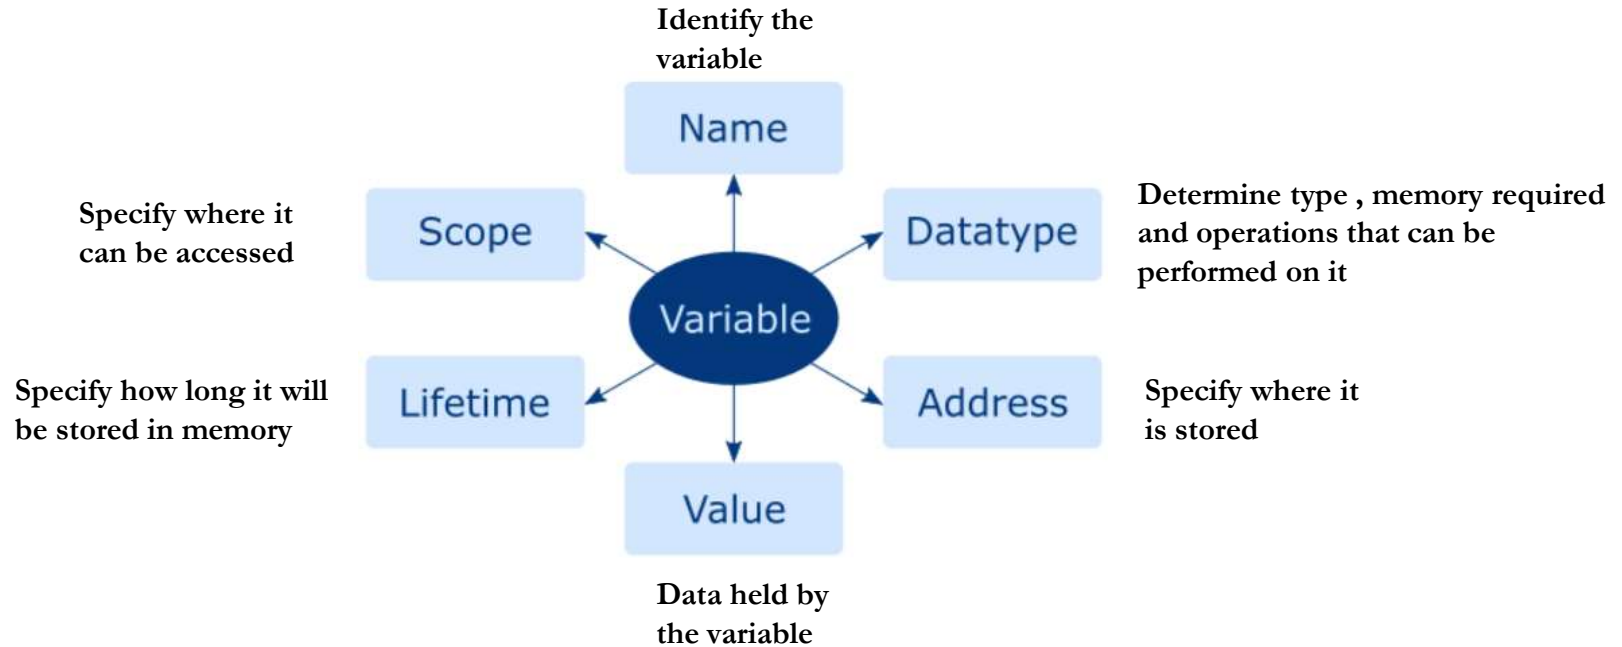 Identify the
variable
Name
Specify where it
can be accessed
Scope
Datatype
Determine type , memory required
and operations that can be
performed on it
Variable
Specify how long it will
be stored in memory
Lifetime
Address
Specify where it
is stored
Value
Data held by
the variable